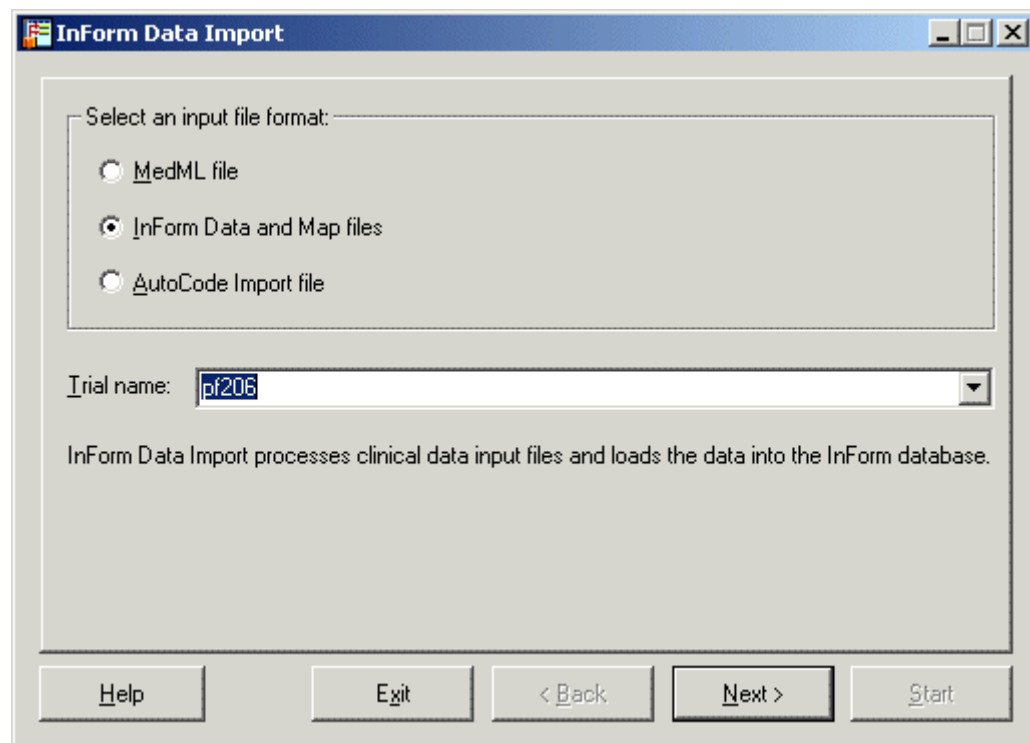 InForm Data Import
Select an input file format:
MedML file
InForm Data and Map files
AutoCode Import file
Trial name: pf206
InForm Data Import processes clinical data input files and loads the data into the InForm database.
Help Exit < Back Next > Start